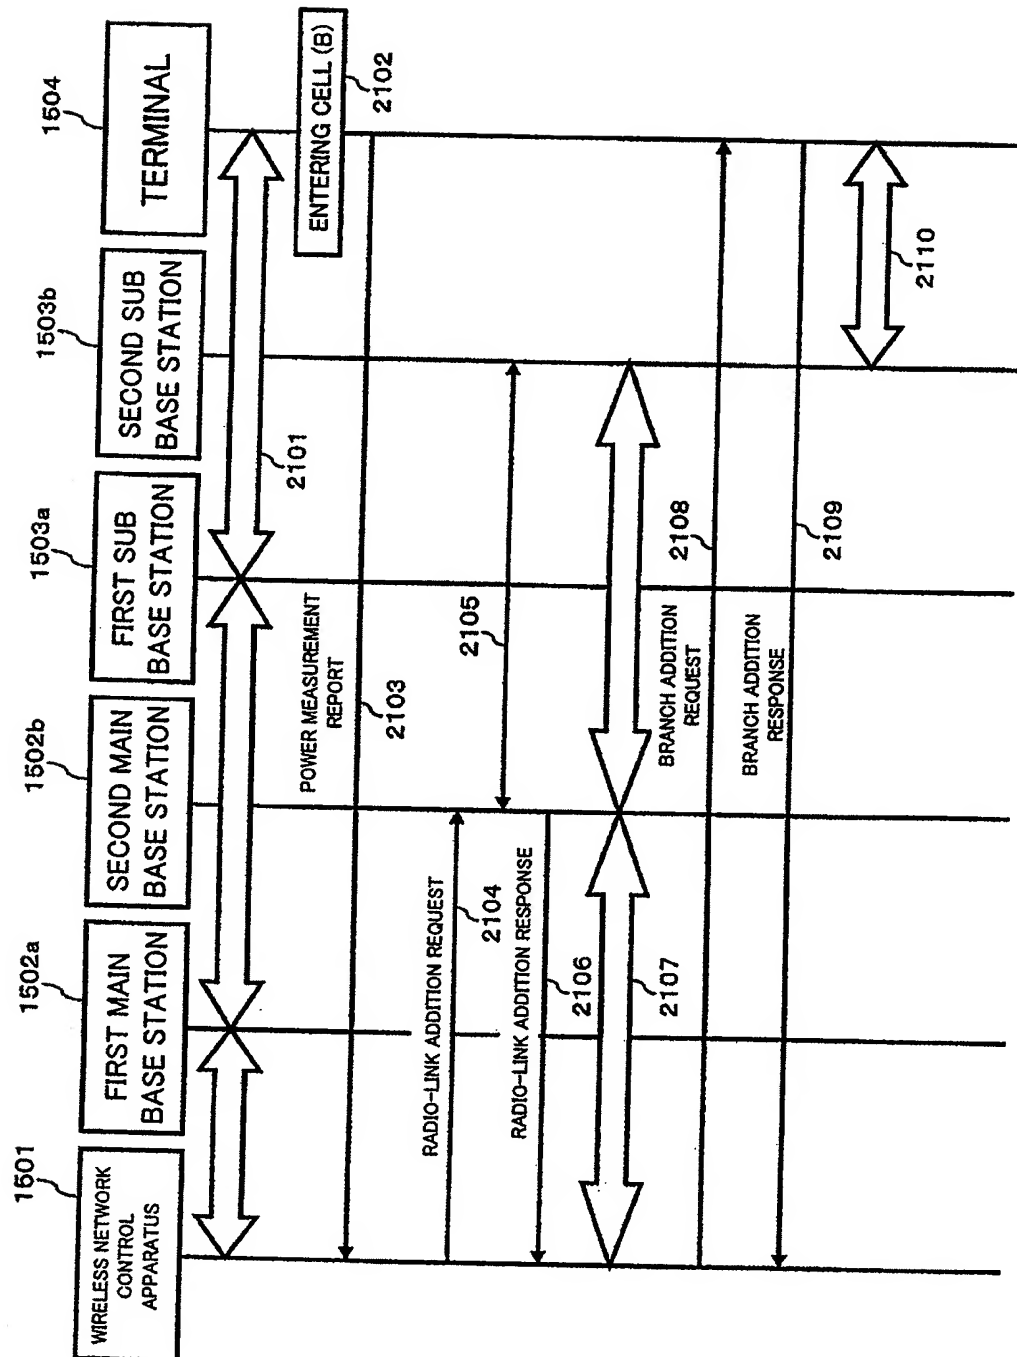 1501
WIRELESS NETWORK
CONTROL
APPARATUS
1502a
FIRST MAIN
BASE STATION
1502b
SECOND MAIN
BASE STATION
1503a
FIRST SUB
BASE STATION
1503b
SECOND SUB
BASE STATION
1504
TERMINAL
2101
ENTERING CELL (B)
2102
POWER MEASUREMENT
REPORT
2103
RADIO-LINK ADDITION REQUEST
2104
2105
RADIO-LINK ADDITION RESPONSE
2106
2107
BRANCH ADDITION
REQUEST
2108
BRANCH ADDITION
RESPONSE
2109
2110